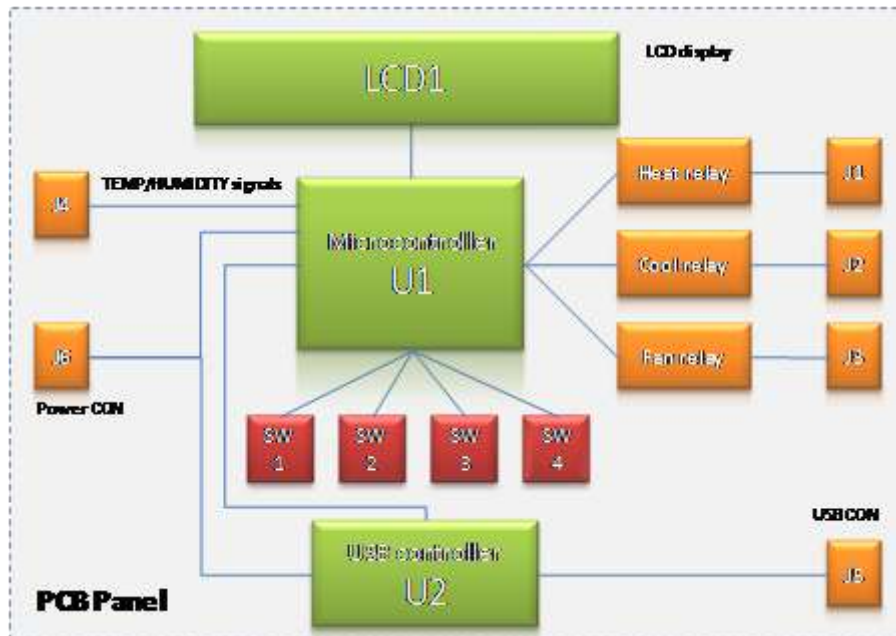 LCD1
LCD display
TEMP/HUMIDITY signals
J4
Microcontroller
U1
Heat relay
J1
Cool relay
J2
Fan relay
J3
J6
Power CON
SW
1
SW
2
SW
3
SW
4
USB CON
USB controller
U2
PCB Panel